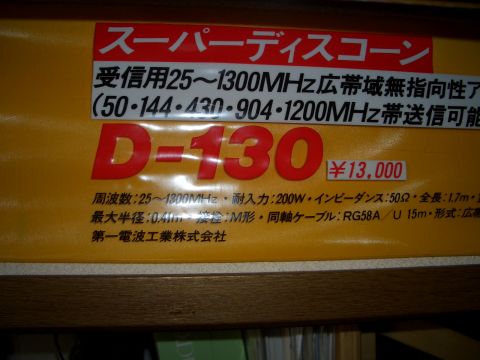 スーパーディスコーン
受信用25～1300MHz広帯域無指向性ア
(50・144・430・904・1200MHz帯送信可能
D-130
¥13,000
周波数:25～1300MHz・耐入力:200W・インピーダンス:50Ω・全長:1.7m・
最大半径:0.41m・接栓:M形・同軸ケーブル:RG58A/U 15m・形式:広帯
第一電波工業株式会社